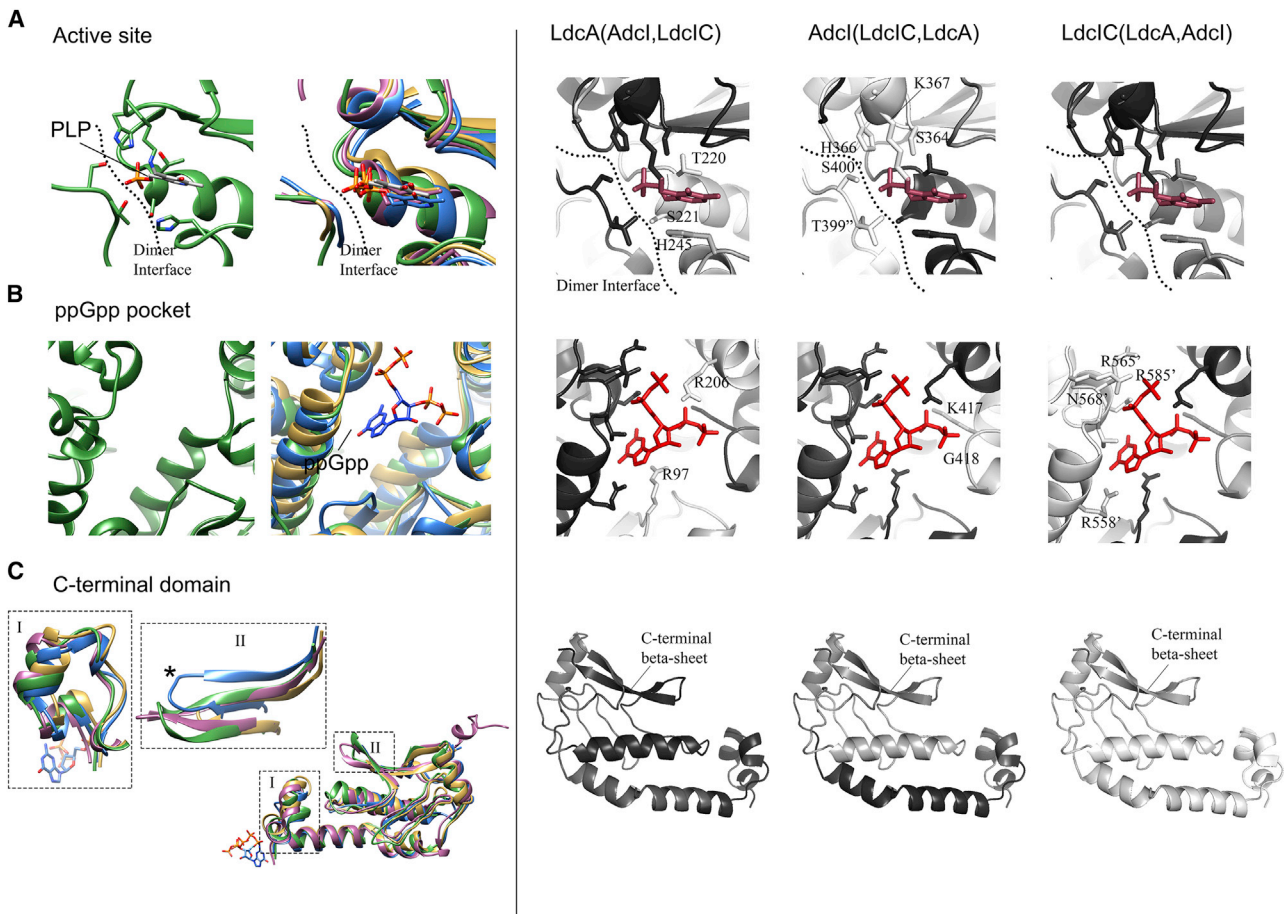 A
Active site
LdcA(AdcI,LdcIC)
AdcI(LdcIC,LdcA)
LdcIC(LdcA,AdcI)
PLP
Dimer
Interface
Dimer
Interface
T220
S221
H245
Dimer Interface
K367
S364
H366
S400'
T399”
B
ppGpp pocket
ppGpp
R206
R97
K417
G418
R565'
R585'
N568'
R558'
C
C-terminal domain
I
II
*
II
I
C-terminal
beta-sheet
C-terminal
beta-sheet
C-terminal
beta-sheet